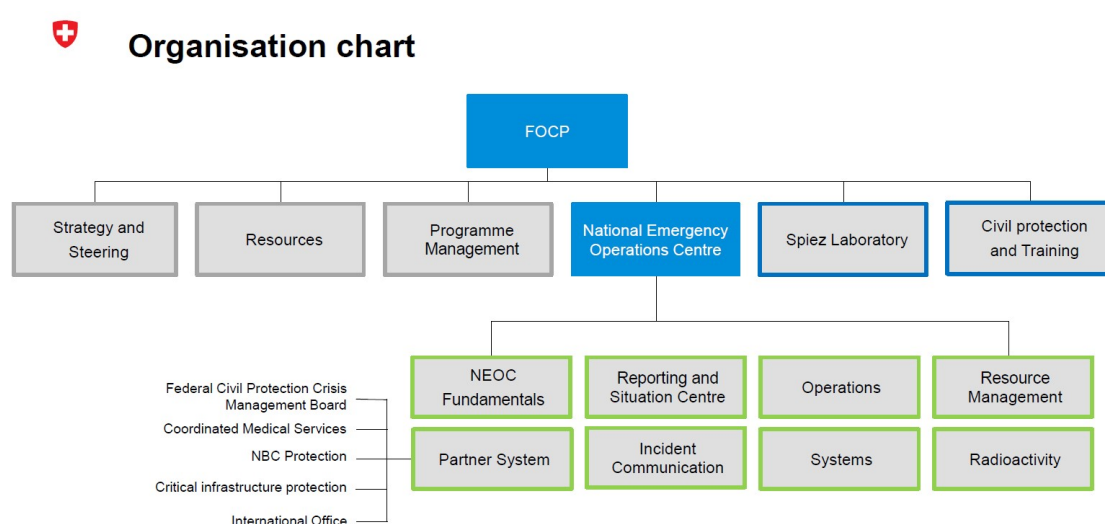 Organisation chart
FOCP
Strategy and
Steering
Resources
Programme
Management
National Emergency
Operations Centre
Spiez Laboratory
Civil protection
and Training
NEOC
Fundamentals
Reporting and
Situation Centre
Operations
Resource
Management
Federal Civil Protection Crisis
Management Board
Coordinated Medical Services
NBC Protection
Critical infrastructure protection
International Office
Partner System
Incident
Communication
Systems
Radioactivity